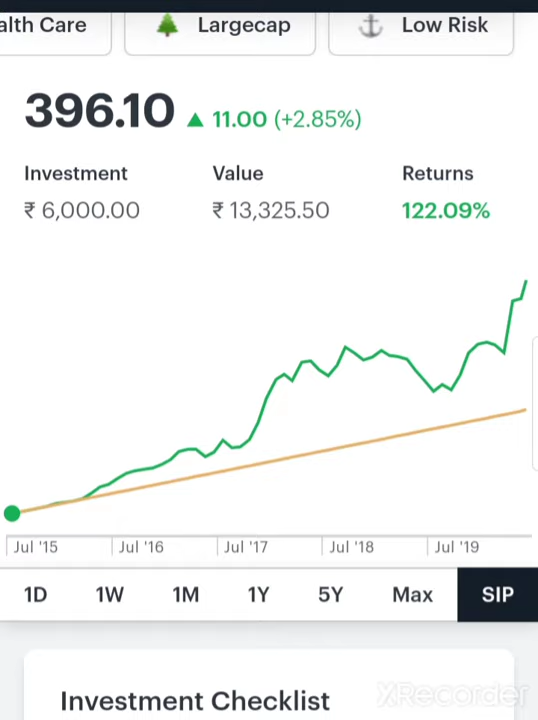 alth Care Largecap Low Risk
396.10 ▲ 11.00 (+2.85%)
Investment Value Returns
₹ 6,000.00 ₹ 13,325.50 122.09%
Jul '15 Jul '16 Jul '17 Jul '18 Jul '19
1D 1W 1M 1Y 5Y Max SIP
Investment Checklist
XRecorder